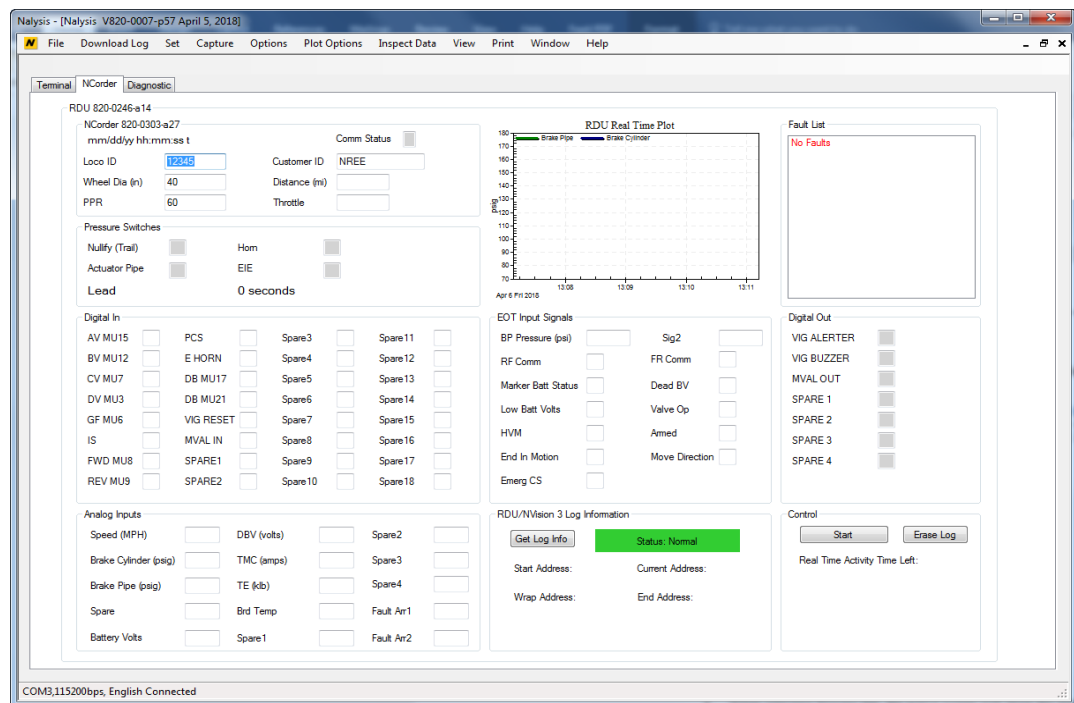 Nalysis - [Nalysis V820-0007-p57 April 5, 2018]
N File Download Log Set Capture Options Plot Options Inspect Data View Print Window Help
Terminal NCorder Diagnostic
RDU 820-0246-a14
NCorder 820-0303-a27
mm/dd/yy hh:mm:ss t Comm Status
Loco ID 12345 Customer ID NREE
Wheel Dia (in) 40 Distance (mi)
PPR 60 Throttle
Pressure Switches
Nullify (Trail) Horn
Actuator Pipe EIE
Lead 0 seconds
RDU Real Time Plot
Brake Pipe Brake Cylinder
psig
180
170
160
150
140
130
120
110
100
90
80
70
13:08 13:09 13:10 13:11
Apr 6 Fri 2018
Fault List
No Faults
Digital In
AV MU15 PCS Spare3 Spare11
BV MU12 E HORN Spare4 Spare12
CV MU7 DB MU17 Spare5 Spare13
DV MU3 DB MU21 Spare6 Spare14
GF MU6 VIG RESET Spare7 Spare15
IS MVAL IN Spare8 Spare16
FWD MU8 SPARE1 Spare9 Spare17
REV MU9 SPARE2 Spare10 Spare18
EOT Input Signals
BP Pressure (psi) Sig2
RF Comm FR Comm
Marker Batt Status Dead BV
Low Batt Volts Valve Op
HVM Armed
End In Motion Move Direction
Emerg CS
Digital Out
VIG ALERTER
VIG BUZZER
MVAL OUT
SPARE 1
SPARE 2
SPARE 3
SPARE 4
Analog Inputs
Speed (MPH) DBV (volts) Spare2
Brake Cylinder (psig) TMC (amps) Spare3
Brake Pipe (psig) TE (klb) Spare4
Spare Brd Temp Fault Arr1
Battery Volts Spare1 Fault Arr2
RDU/NVision 3 Log Information
Get Log Info Status: Normal
Start Address: Current Address:
Wrap Address: End Address:
Control
Start Erase Log
Real Time Activity Time Left:
COM3,115200bps, English Connected